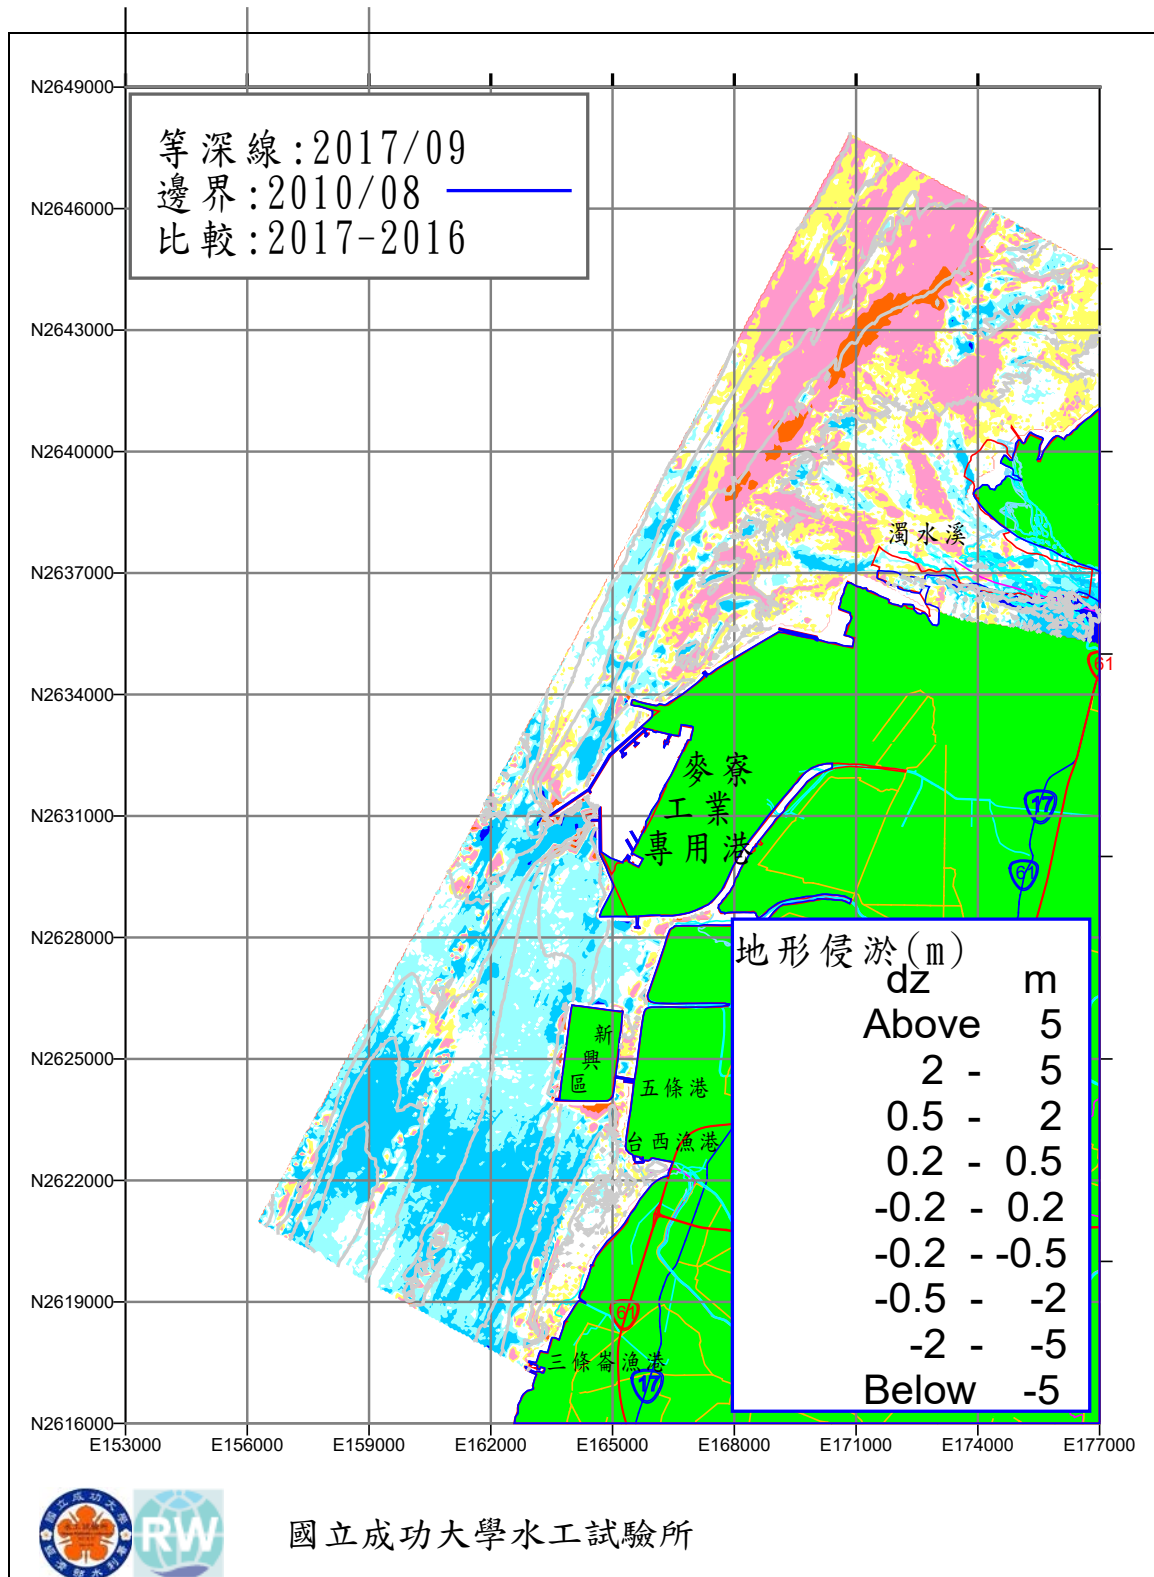 等深線:2017/09
邊界:2010/08
比較:2017-2016
N2649000
N2646000
N2643000
N2640000
N2637000
N2634000
N2631000
N2628000
N2625000
N2622000
N2619000
N2616000
E153000
E156000
E159000
E162000
E165000
E168000
E171000
E174000
E177000
濁水溪
61
麥寮
工業
專用港
17
61
新
興
區
五條港
台西漁港
61
三條崙漁港
17
地形侵淤(m)
dz m
Above 5
2 - 5
0.5 - 2
0.2 - 0.5
-0.2 - 0.2
-0.2 - -0.5
-0.5 - -2
-2 - -5
Below -5
RW
國立成功大學水工試驗所